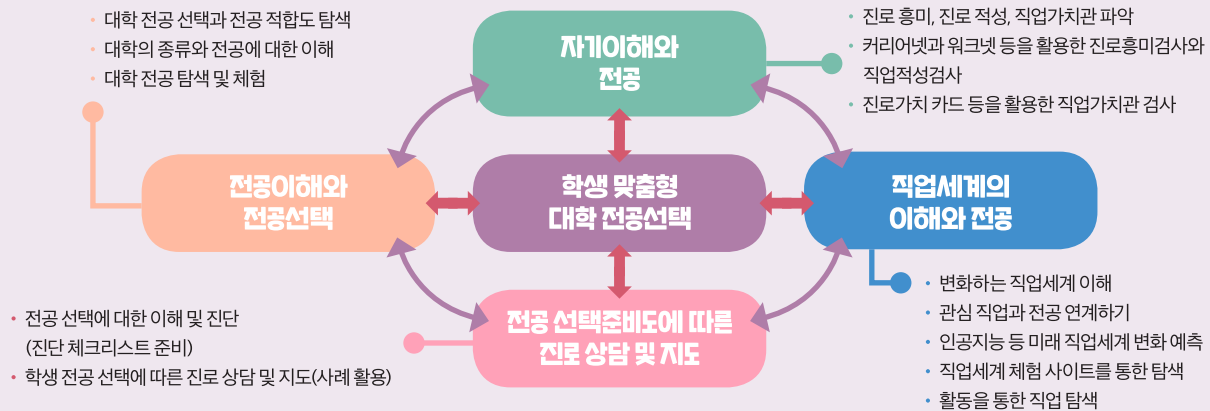 • 대학 전공 선택과 전공 적합도 탐색
• 대학의 종류와 전공에 대한 이해
• 대학 전공 탐색 및 체험
자기이해와
전공
• 진로 흥미, 진로 적성, 직업가치관 파악
• 커리어넷과 워크넷 등을 활용한 진로흥미검사와
직업적성검사
• 진로가치 카드 등을 활용한 직업가치관 검사
전공이해와
전공선택
학생 맞춤형
대학 전공선택
직업세계의
이해와 전공
• 전공 선택에 대한 이해 및 진단
(진단 체크리스트 준비)
• 학생 전공 선택에 따른 진로 상담 및 지도(사례 활용)
전공 선택준비도에 따른
진로 상담 및 지도
• 변화하는 직업세계 이해
• 관심 직업과 전공 연계하기
• 인공지능 등 미래 직업세계 변화 예측
• 직업세계 체험 사이트를 통한 탐색
• 활동을 통한 직업 탐색